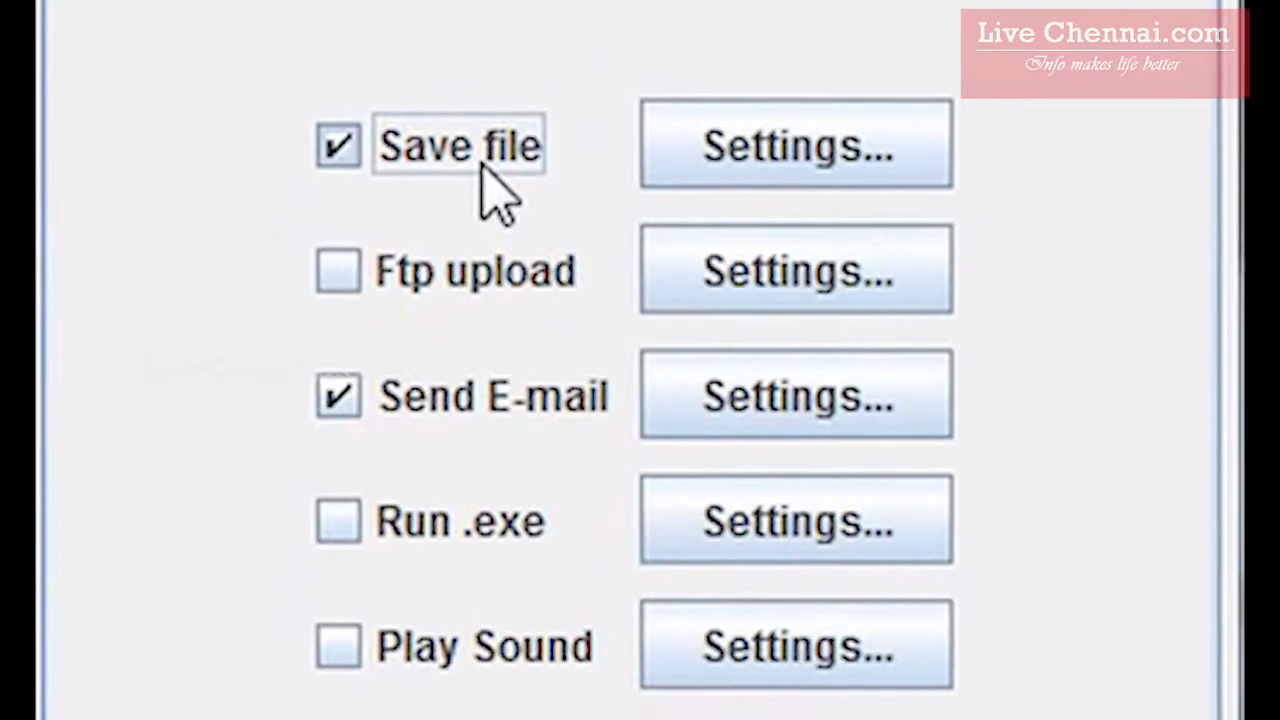 Live Chennai.com
Info makes life better
Save file Settings...
Ftp upload Settings...
Send E-mail Settings...
Run .exe Settings...
Play Sound Settings...